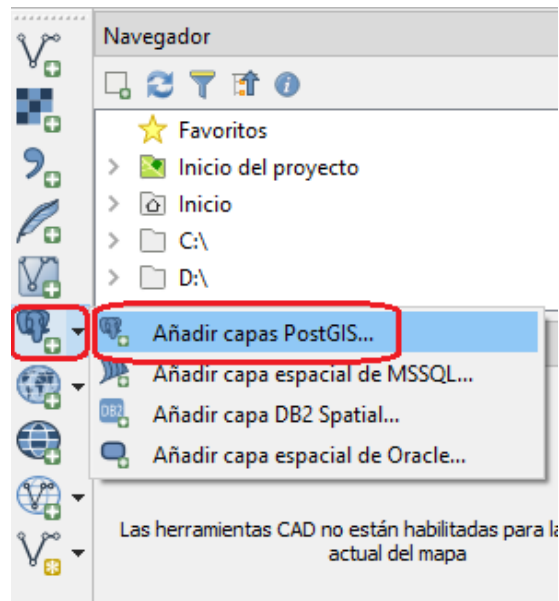 Navegador
Favoritos
Inicio del proyecto
Inicio
C:\
D:\
Añadir capas PostGIS...
Añadir capa espacial de MSSQL...
DB2
Añadir capa DB2 Spatial...
Añadir capa espacial de Oracle...
Las herramientas CAD no están habilitadas para la
actual del mapa